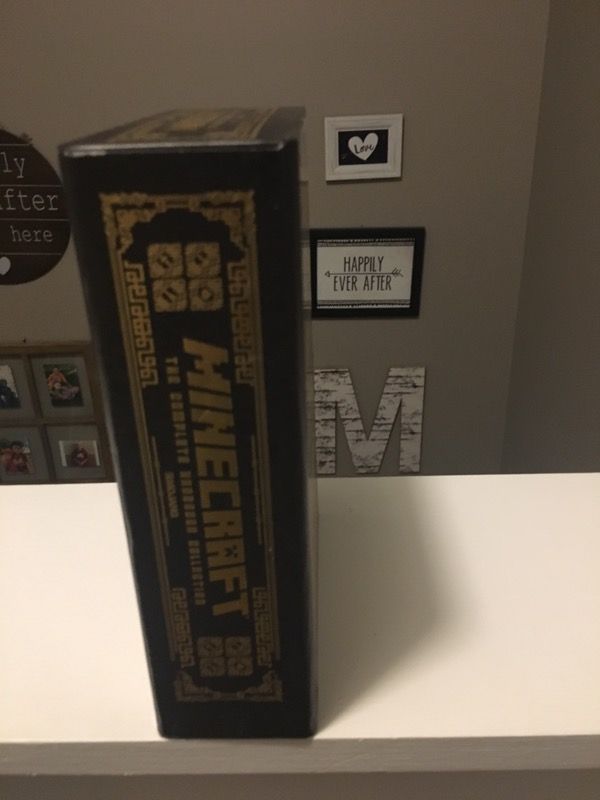 ly
fter
here
Love
HAPPILY
EVER AFTER
M
MINECRAFT
THE COMPLETE HANDBOOK COLLECTION